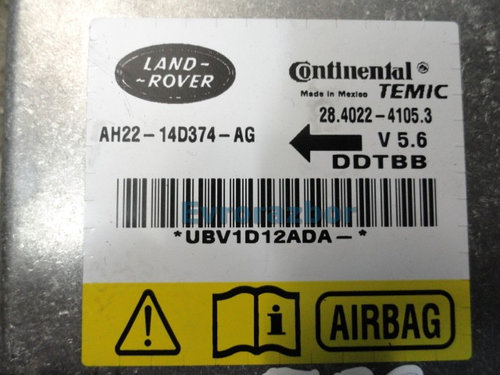 LAND-
-ROVER
Continental
Made in Mexico TEMIC
28.4022-4105.3
AH22-14D374-AG
V 5.6
DDTBB
Evrorazbor
*UBV1D12ADA-*
AIRBAG